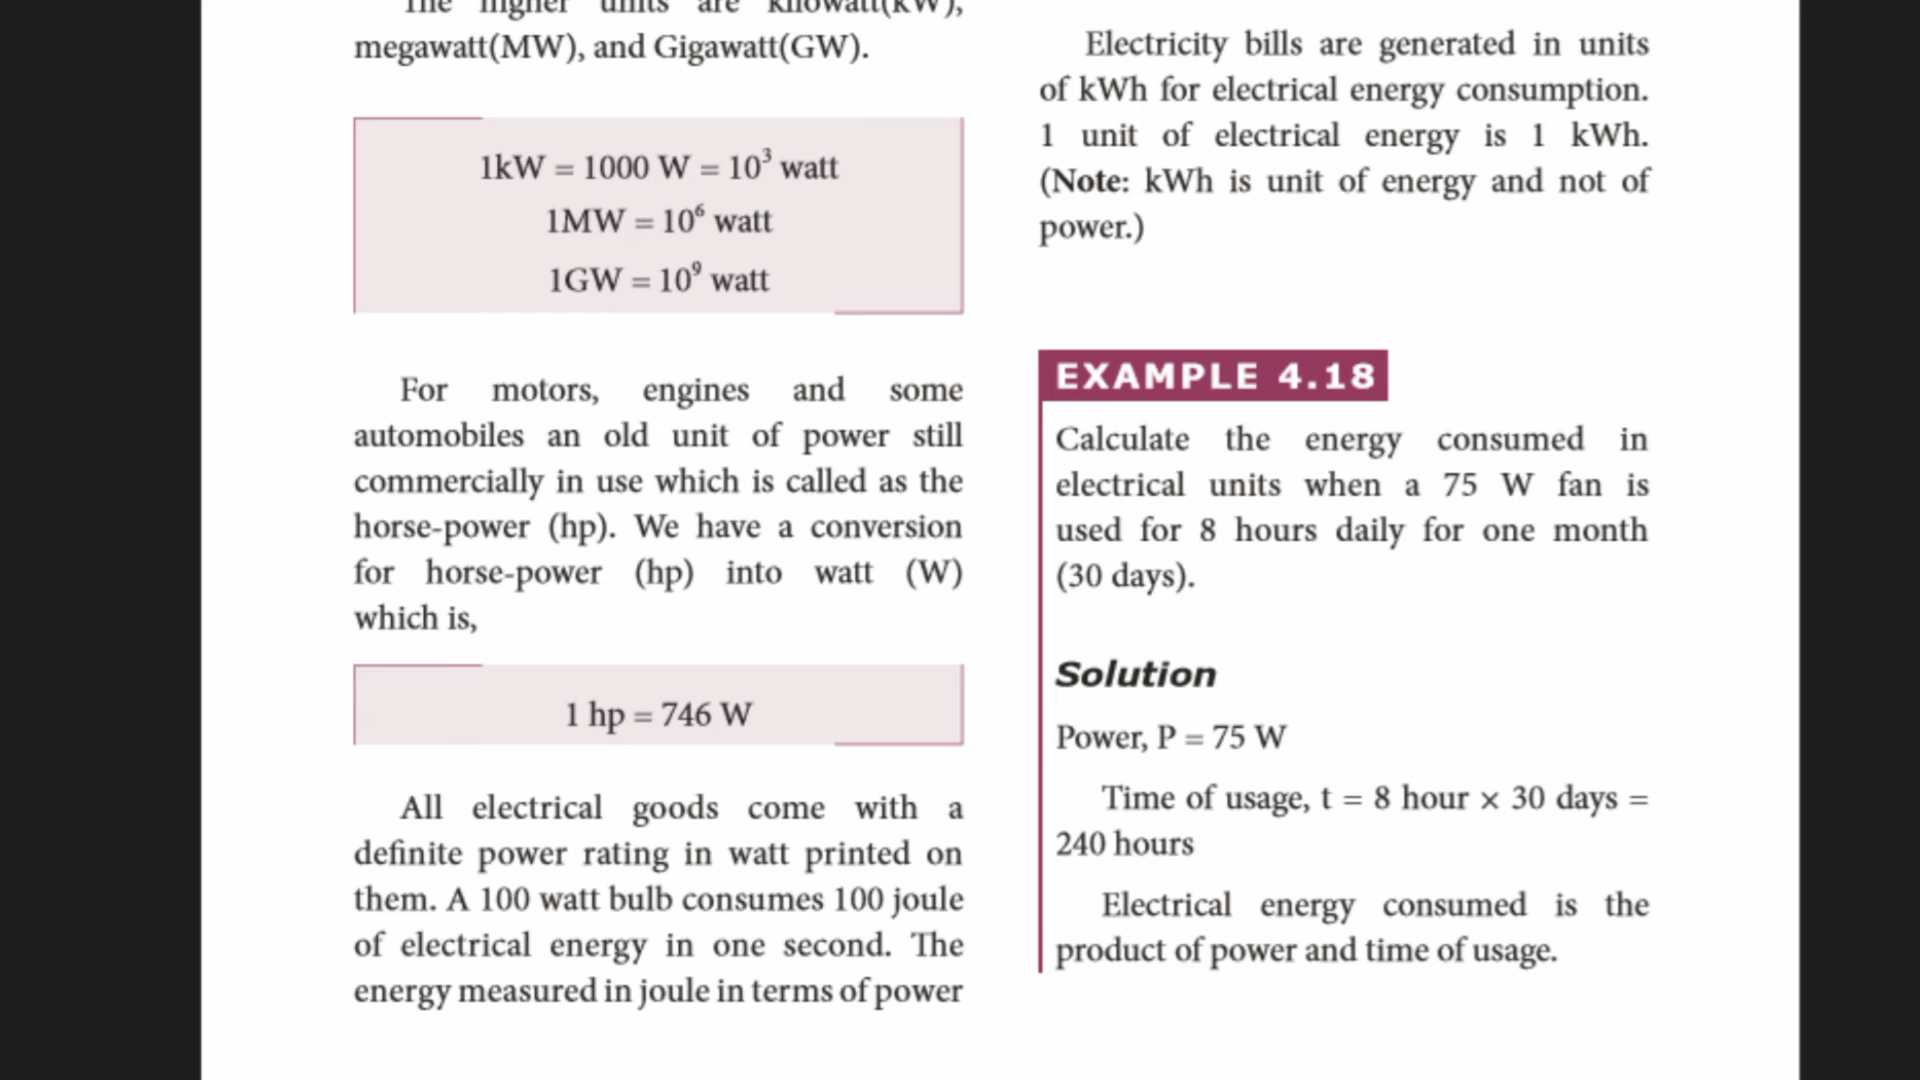 The higher units are kilowatt(kW),
megawatt(MW), and Gigawatt(GW).
1kW = 1000 W = 10³ watt
1MW = 10⁶ watt
1GW = 10⁹ watt
For motors, engines and some
automobiles an old unit of power still
commercially in use which is called as the
horse-power (hp). We have a conversion
for horse-power (hp) into watt (W)
which is,
1 hp = 746 W
All electrical goods come with a
definite power rating in watt printed on
them. A 100 watt bulb consumes 100 joule
of electrical energy in one second. The
energy measured in joule in terms of power
Electricity bills are generated in units
of kWh for electrical energy consumption.
1 unit of electrical energy is 1 kWh.
(Note: kWh is unit of energy and not of
power.)
EXAMPLE 4.18
Calculate the energy consumed in
electrical units when a 75 W fan is
used for 8 hours daily for one month
(30 days).
Solution
Power, P = 75 W
Time of usage, t = 8 hour × 30 days =
240 hours
Electrical energy consumed is the
product of power and time of usage.